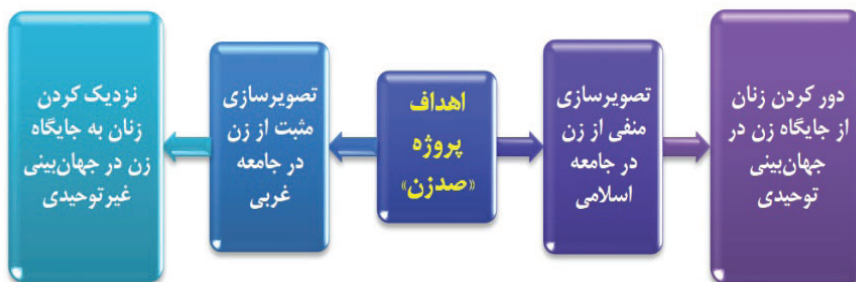 دور کردن زنان
از جایگاه زن در
جهان‌بینی
توحیدی
تصویرسازی
منفی از زن
در جامعه
اسلامی
اهداف
پروژه
«صدزن»
تصویرسازی
مثبت از زن
در جامعه
غربی
نزدیک کردن
زنان به جایگاه
زن در جهان‌بینی
غیرتوحیدی